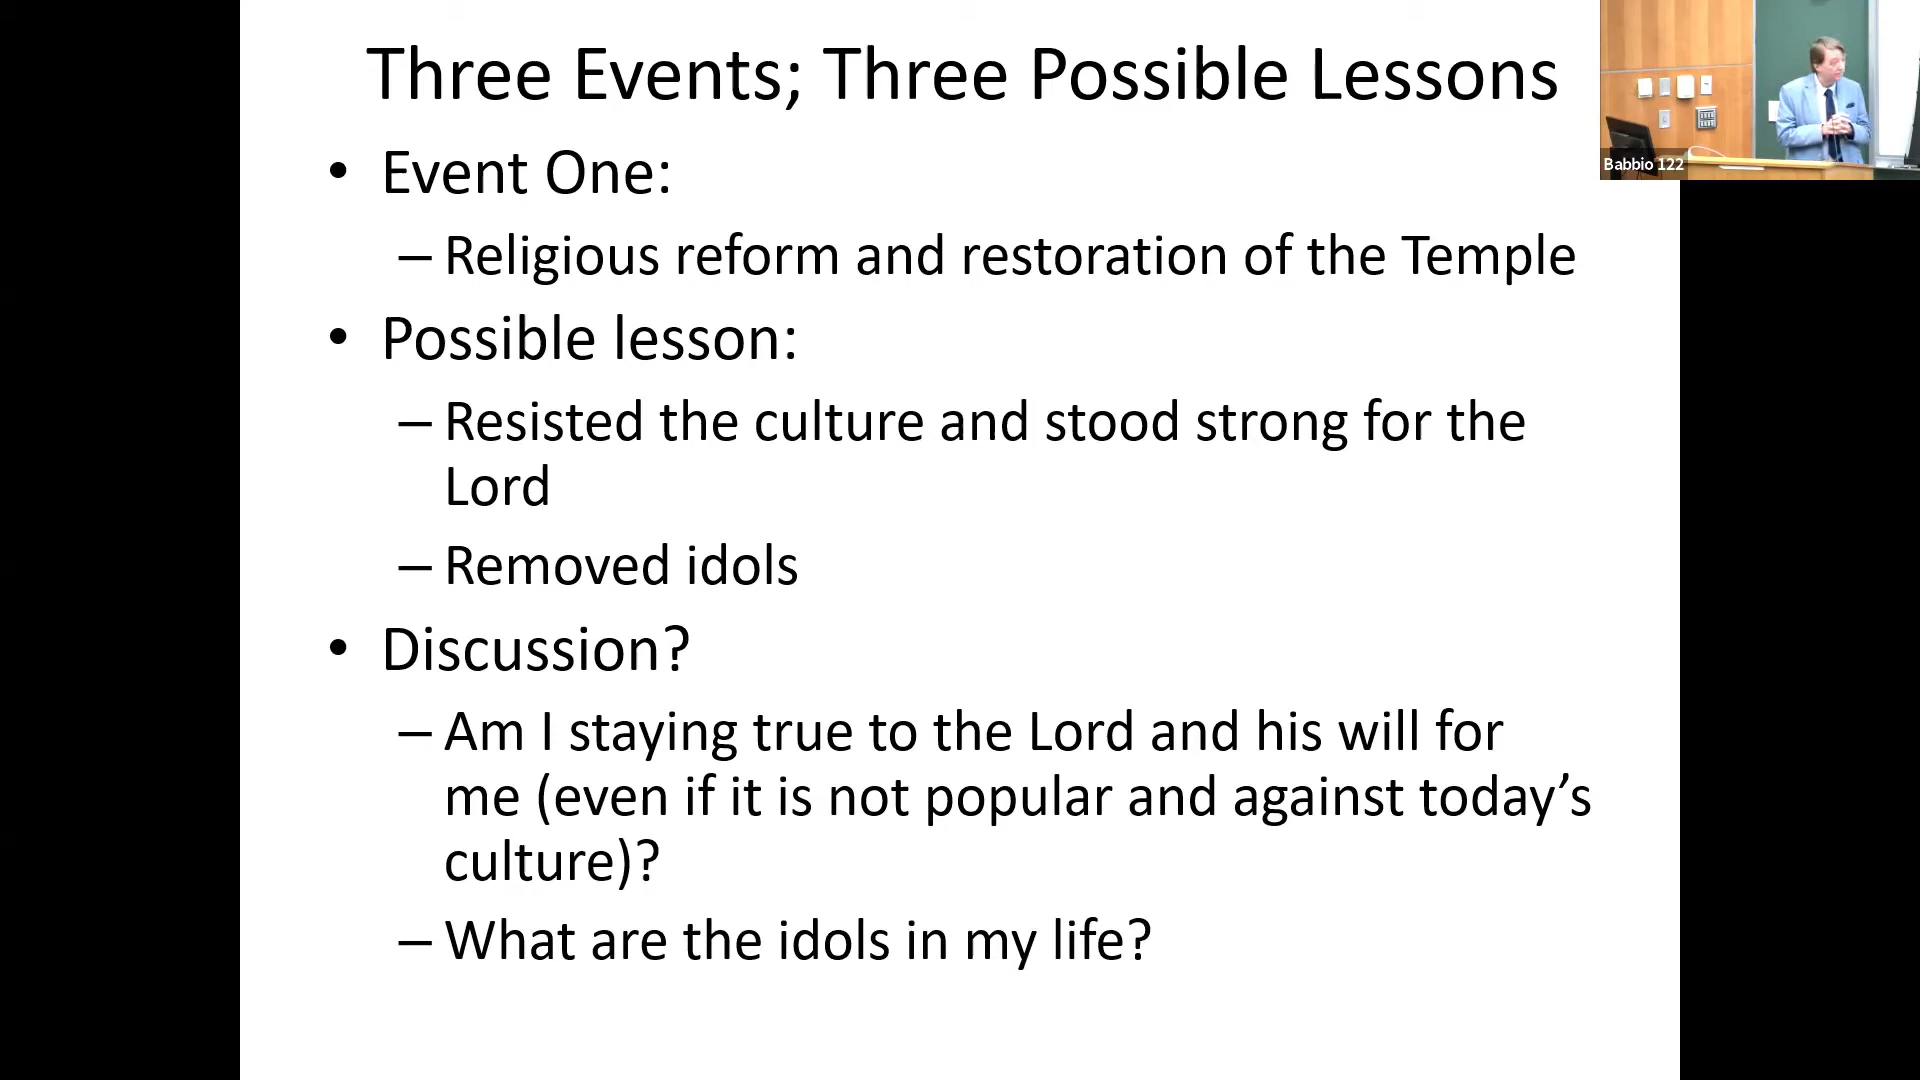 Three Events; Three Possible Lessons
• Event One:
– Religious reform and restoration of the Temple
• Possible lesson:
– Resisted the culture and stood strong for the
Lord
– Removed idols
• Discussion?
– Am I staying true to the Lord and his will for
me (even if it is not popular and against today’s
culture)?
– What are the idols in my life?
Babbio 122